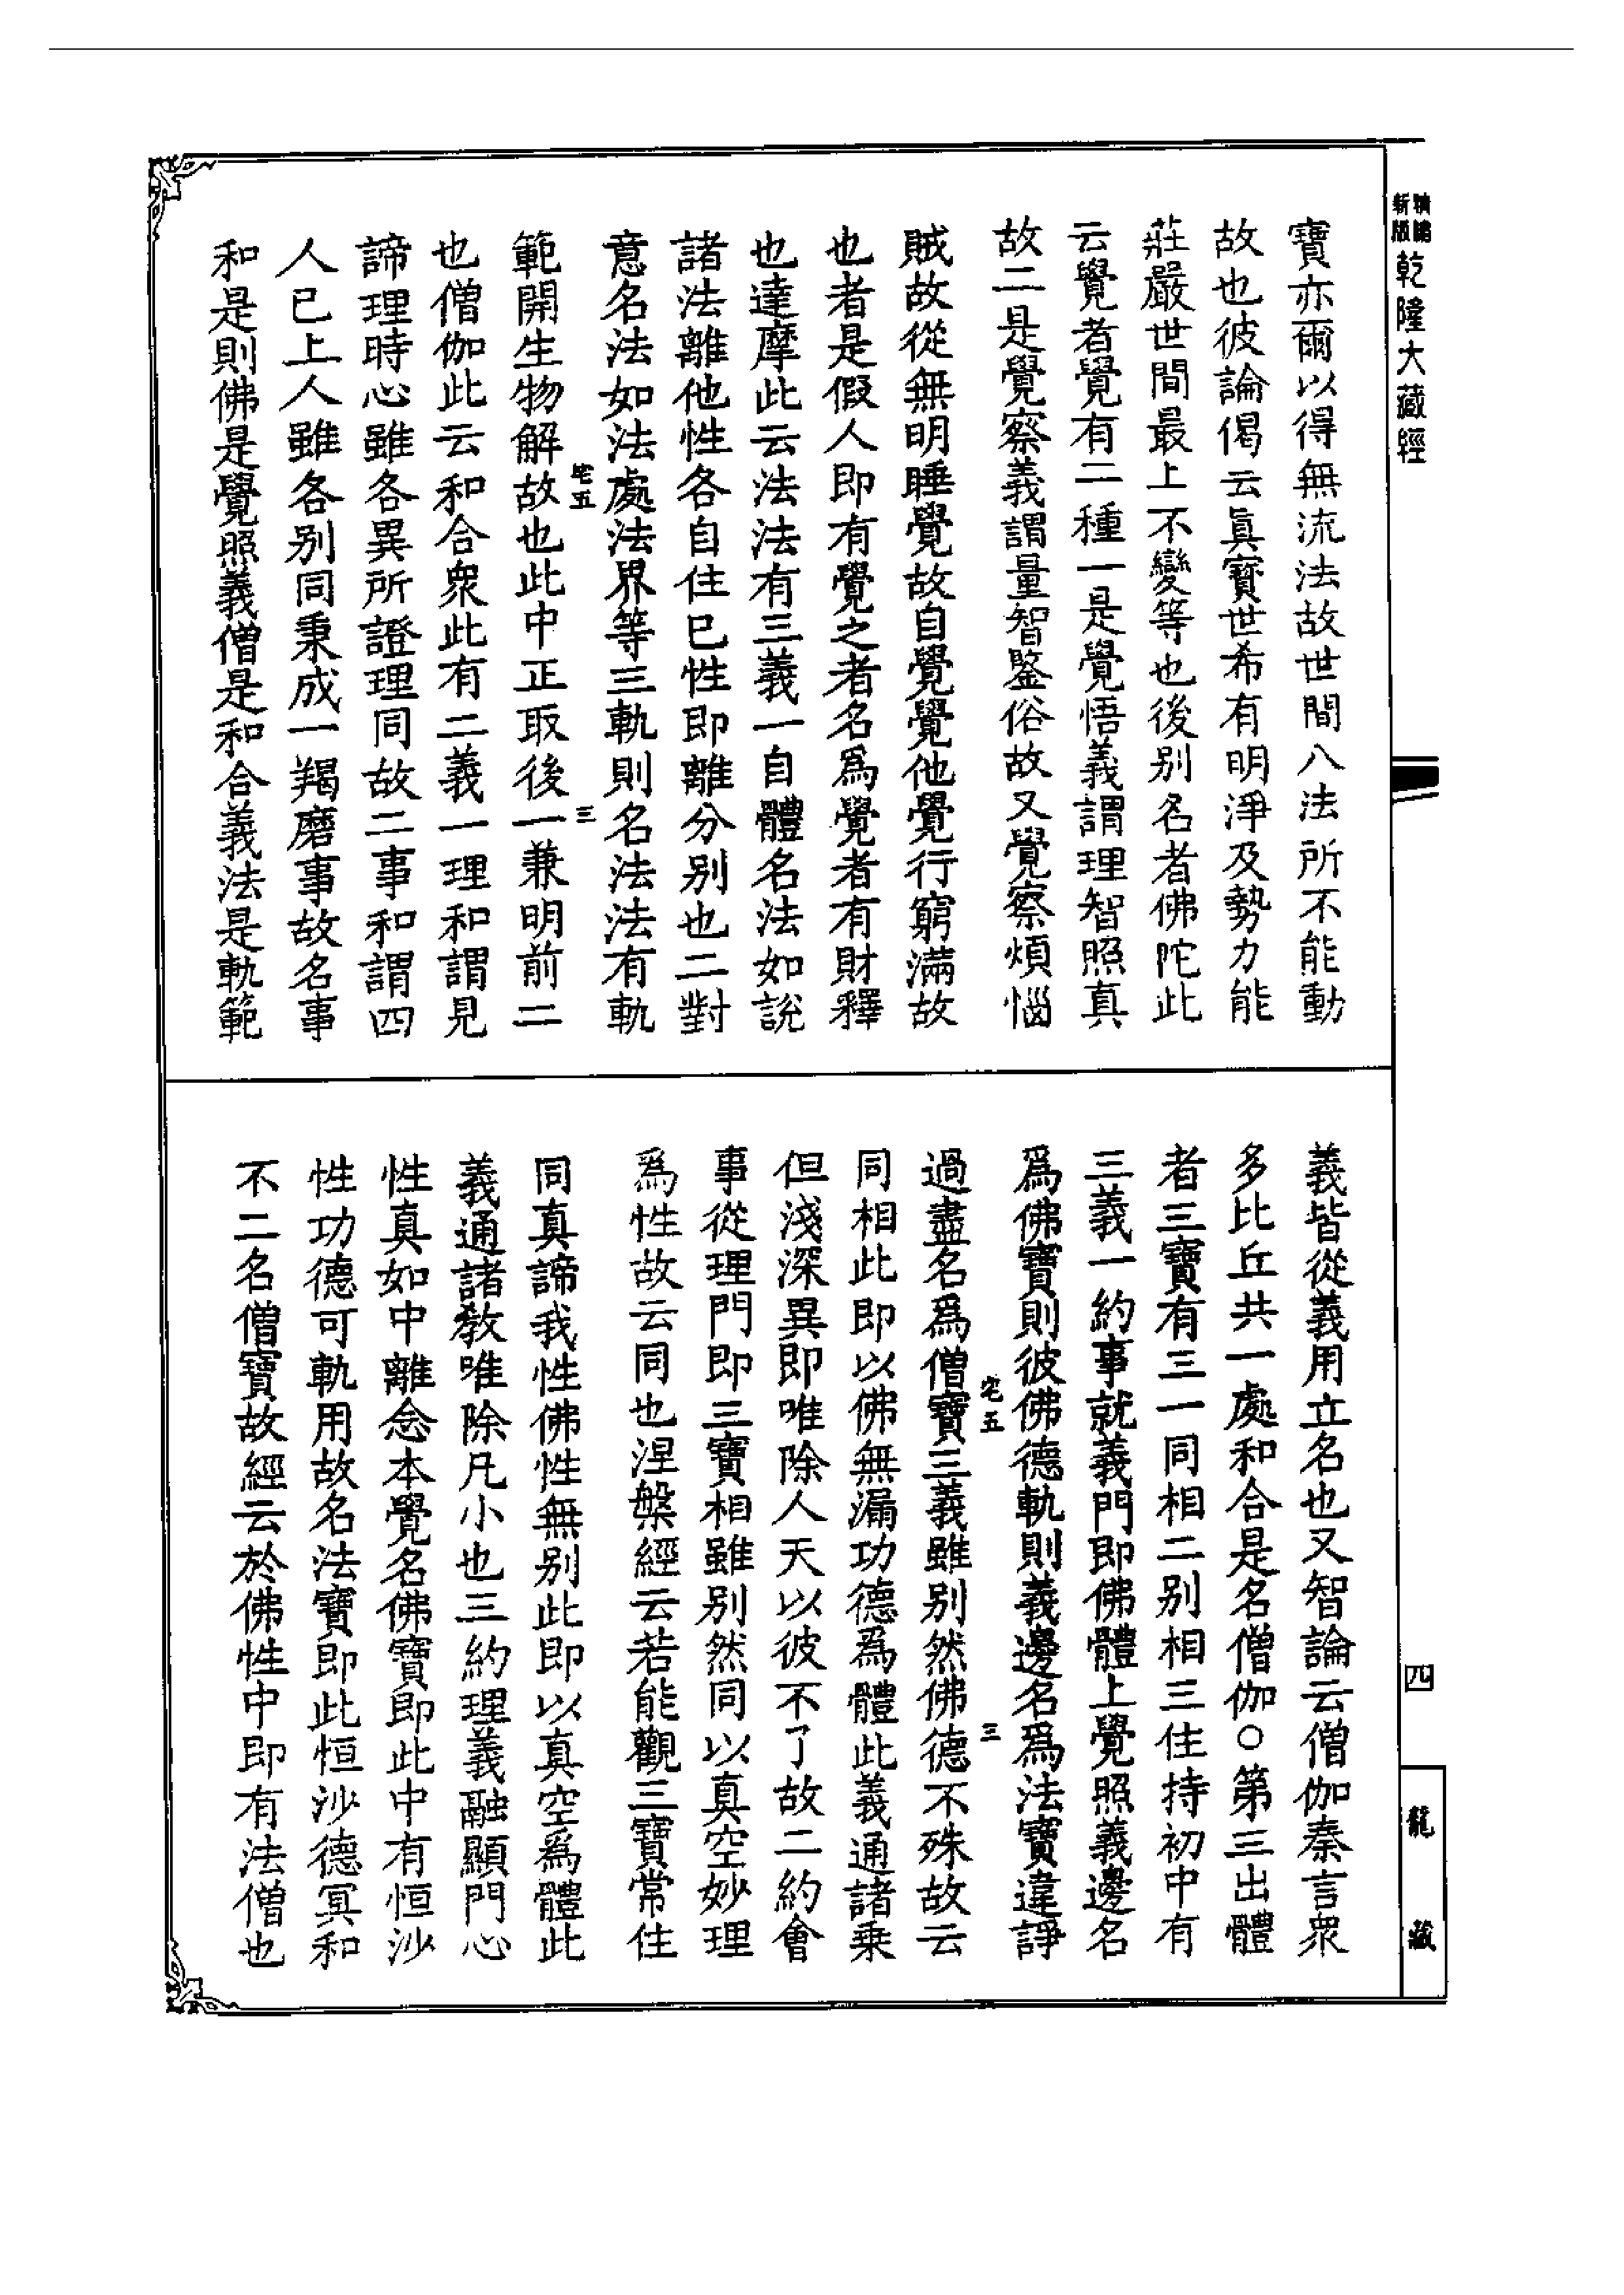 精鏽新版
乾隆大藏經
寶亦爾以得無流法故世間八法所不能動
故也彼論偈云真寶世希有明淨及勢力能
莊嚴世間最上不變等也後别名者佛陀此
云覺者覺有二種一是覺悟義謂理智照真
故二是覺察義謂量智鑒俗故又覺察煩惱
賊故從無明睡覺故自覺覺他覺行窮滿故
也者是假人即有覺之者名爲覺者有財釋
也達摩此云法法有三義一自體名法如說
諸法離他性各自住巳性即離分別也二對
意名法如法處法界等三軌則名法法有軌
宅五
三
範開生物解故也此中正取後一兼明前二
也僧伽此云和合衆此有二義一理和謂見
諦理時心雖各異所證理同故二事和謂四
人已上人雖各别同秉成一羯磨事故名事
和是則佛是覺照義僧是和合義法是軌範
義皆從義用立名也又智論云僧伽秦言衆
多比丘共一處和合是名僧伽○第三出體
者三寶有三一同相二別相三住持初中有
三義一約事就義門即佛體上覺照義邊名
爲佛寶則彼佛德軌則義邊名爲法寶違諍
宅五
三
過盡名爲僧寶三義雖别然佛德不殊故云
同相此即以佛無漏功德爲體此義通諸乗
但淺深異即唯除人天以彼不了故二約會
事從理門即三寶相雖别然同以真空妙理
爲性故云同也涅槃經云若能觀三寶常住
同真諦我性佛性無别此即以真空爲體此
義通諸教唯除凡小也三約理義融顯門心
性真如中離念本覺名佛寶即此中有恒沙
性功德可軌用故名法寶即此恒沙德冥和
不二名僧寶故經云於佛性中即有法僧也
四
龍藏